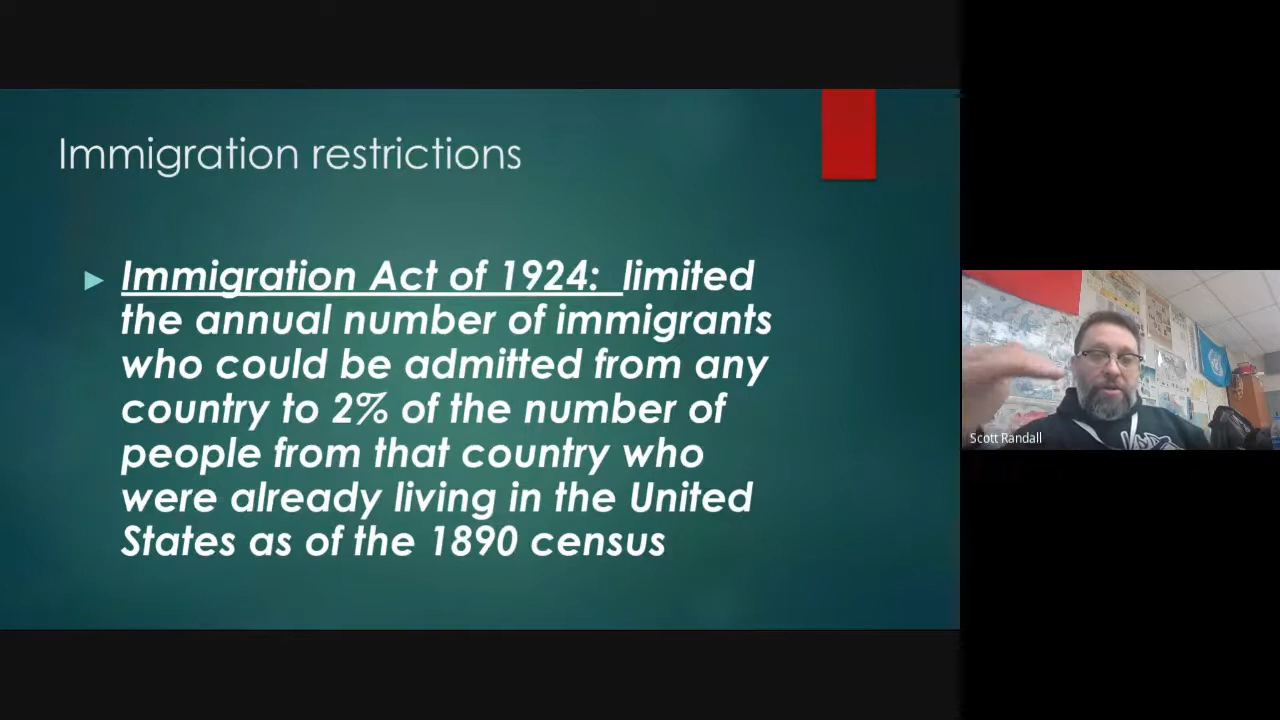 Immigration restrictions
Immigration Act of 1924: limited
the annual number of immigrants
who could be admitted from any
country to 2% of the number of
people from that country who
were already living in the United
States as of the 1890 census
Scott Randall